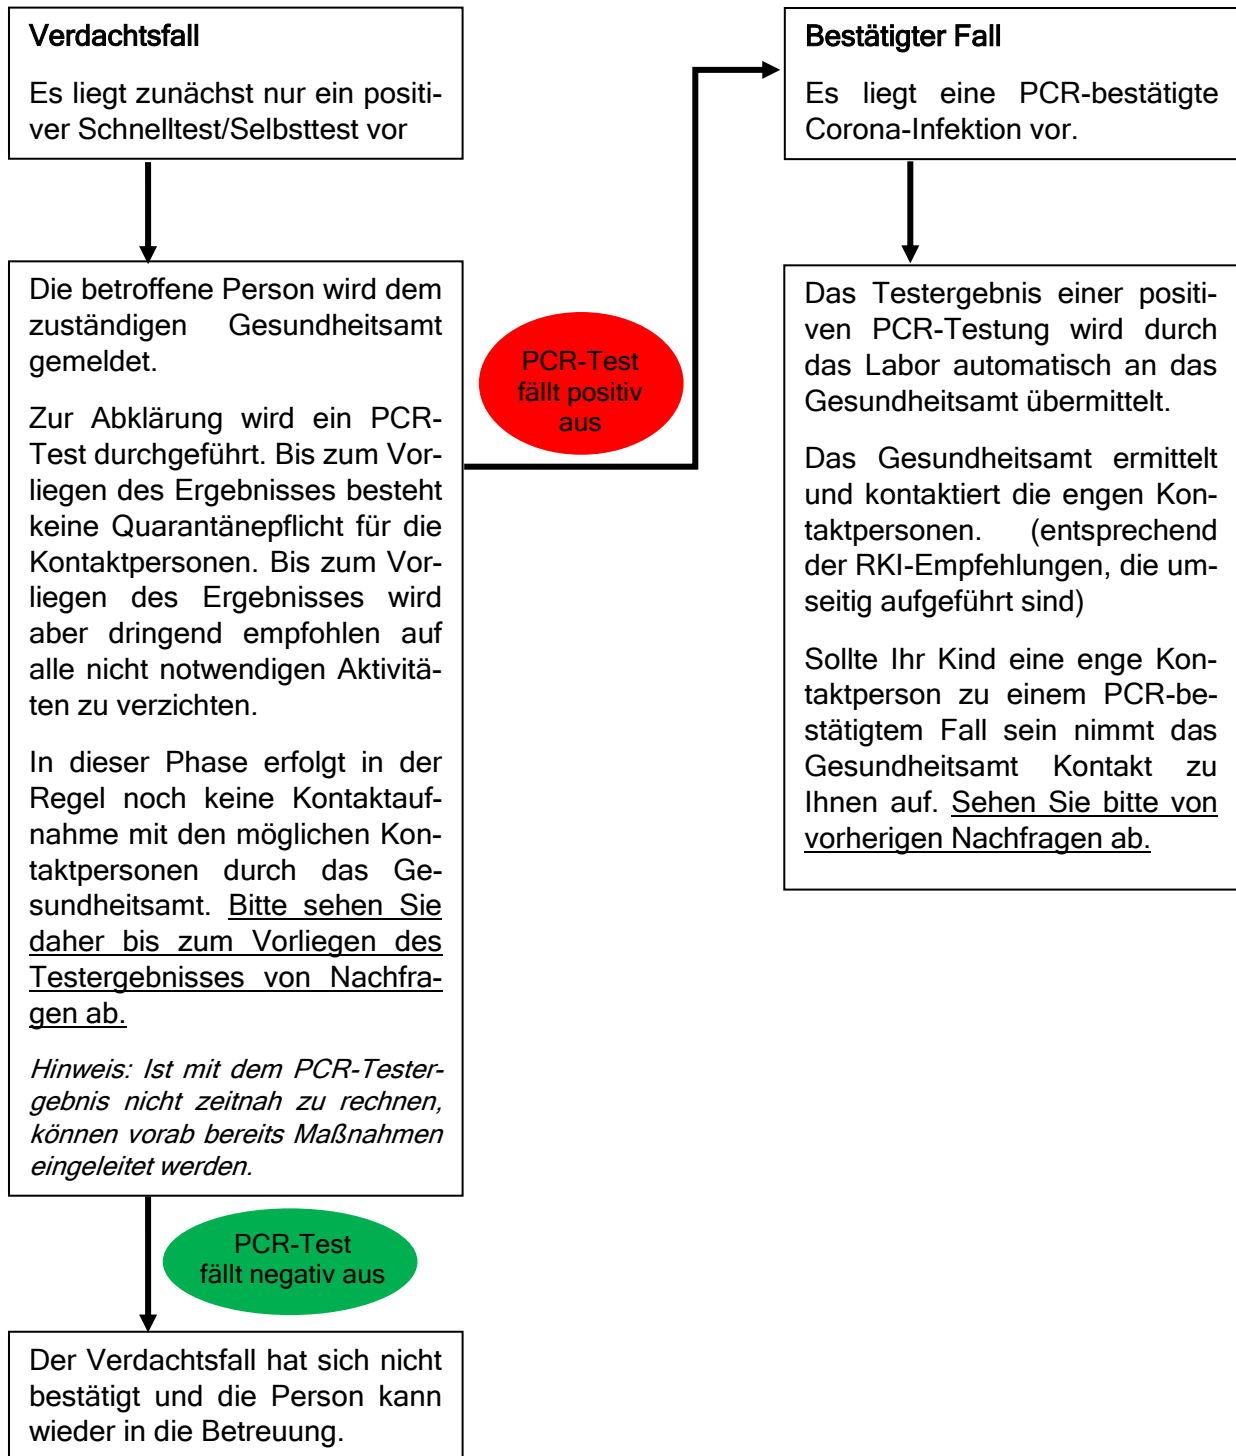 Verdachtsfall
Es liegt zunächst nur ein positi-
ver Schnelltest/Selbsttest vor
Die betroffene Person wird dem
zuständigen Gesundheitsamt
gemeldet.
Zur Abklärung wird ein PCR-
Test durchgeführt. Bis zum Vor-
liegen des Ergebnisses besteht
keine Quarantänepflicht für die
Kontaktpersonen. Bis zum Vor-
liegen des Ergebnisses wird
aber dringend empfohlen auf
alle nicht notwendigen Aktivitä-
ten zu verzichten.
In dieser Phase erfolgt in der
Regel noch keine Kontaktauf-
nahme mit den möglichen Kon-
taktpersonen durch das Ge-
sundheitsamt. Bitte sehen Sie
daher bis zum Vorliegen des
Testergebnisses von Nachfra-
gen ab.
Hinweis: Ist mit dem PCR-Tester-
gebnis nicht zeitnah zu rechnen,
können vorab bereits Maßnahmen
eingeleitet werden.
PCR-Test
fällt negativ aus
Der Verdachtsfall hat sich nicht
bestätigt und die Person kann
wieder in die Betreuung.
PCR-Test
fällt positiv
aus
Bestätigter Fall
Es liegt eine PCR-bestätigte
Corona-Infektion vor.
Das Testergebnis einer positi-
ven PCR-Testung wird durch
das Labor automatisch an das
Gesundheitsamt übermittelt.
Das Gesundheitsamt ermittelt
und kontaktiert die engen Kon-
taktpersonen. (entsprechend
der RKI-Empfehlungen, die um-
seitig aufgeführt sind)
Sollte Ihr Kind eine enge Kon-
taktperson zu einem PCR-be-
stätigtem Fall sein nimmt das
Gesundheitsamt Kontakt zu
Ihnen auf. Sehen Sie bitte von
vorherigen Nachfragen ab.